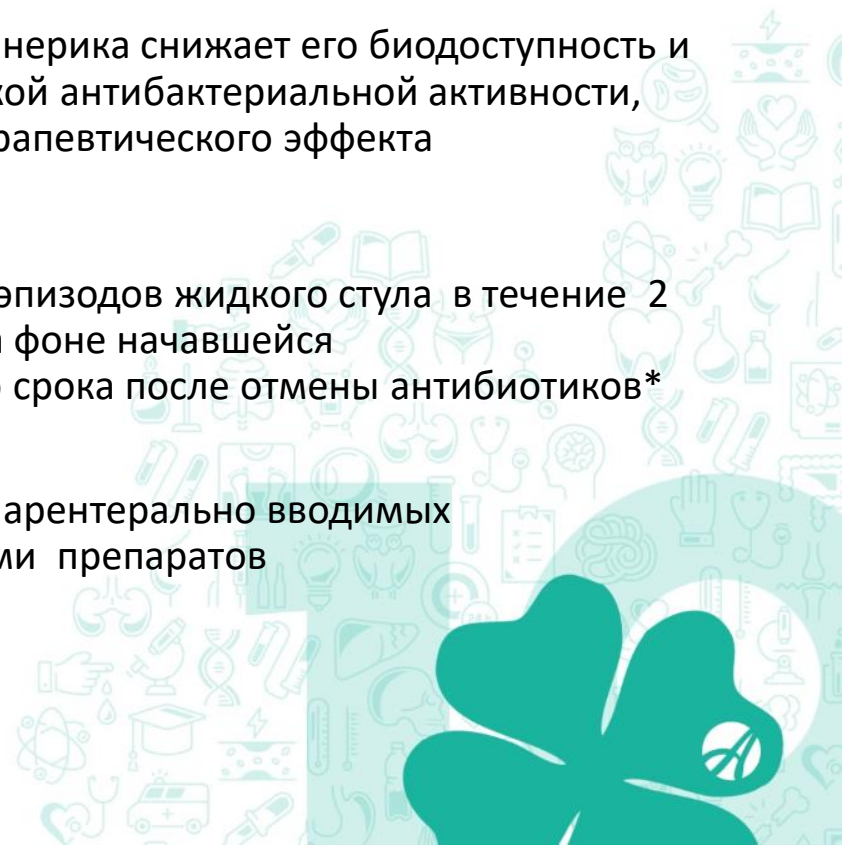 нерика снижает его биодоступность и
кой антибактериальной активности,
рапевтического эффекта
эпизодов жидкого стула в течение 2
фоне начавшейся
срока после отмены антибиотиков*
арентерально вводимых
ми препаратов